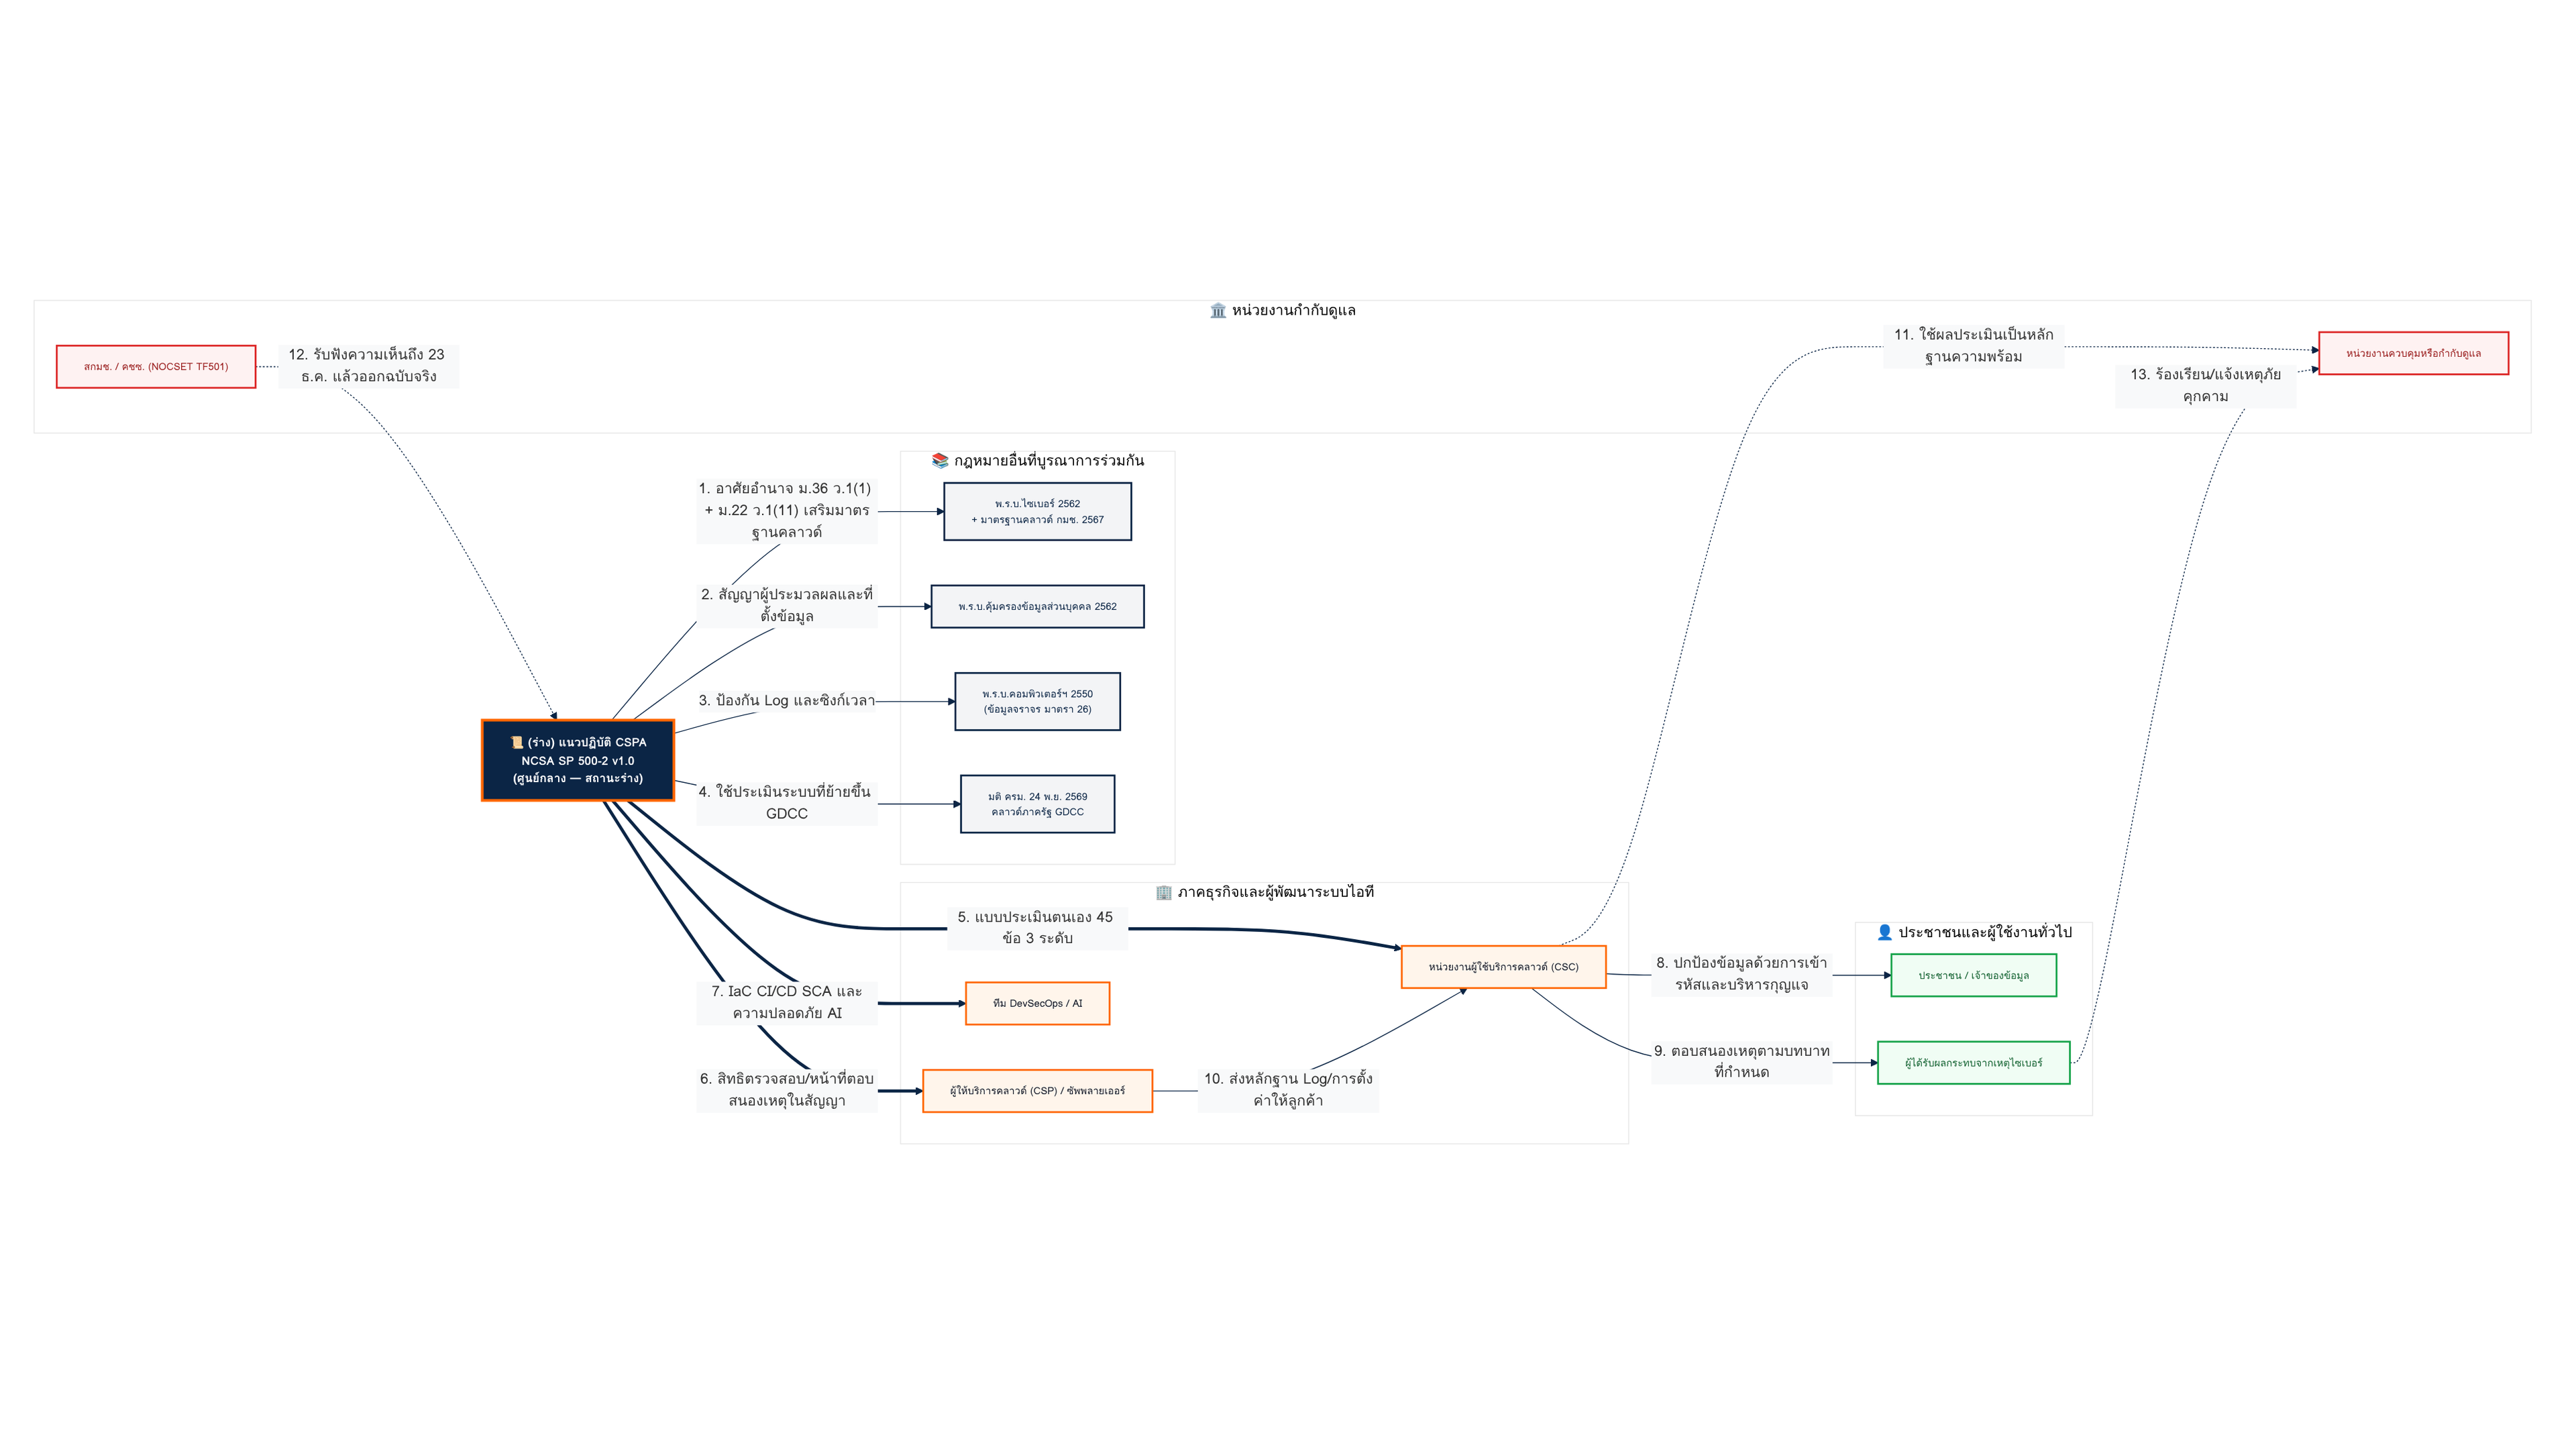 🏛️ หน่วยงานกำกับดูแล
สกมช. / คชซ. (NOCSET TF501)
12. รับฟังความเห็นถึง 23
ธ.ค. แล้วออกฉบับจริง
11. ใช้ผลประเมินเป็นหลัก
ฐานความพร้อม
หน่วยงานควบคุมหรือกำกับดูแล
13. ร้องเรียน/แจ้งเหตุภัย
คุกคาม
📚 กฎหมายอื่นที่บูรณาการร่วมกัน
1. อาศัยอำนาจ ม.36 ว.1(1)
+ ม.22 ว.1(11) เสริมมาตร
ฐานคลาวด์
พ.ร.บ.ไซเบอร์ 2562
+ มาตรฐานคลาวด์ กมช. 2567
2. สัญญาผู้ประมวลผลและที่
ตั้งข้อมูล
พ.ร.บ.คุ้มครองข้อมูลส่วนบุคคล 2562
3. ป้องกัน Log และซิงก์เวลา
พ.ร.บ.คอมพิวเตอร์ฯ 2550
(ข้อมูลจราจร มาตรา 26)
📜 (ร่าง) แนวปฏิบัติ CSPA
NCSA SP 500-2 v1.0
(ศูนย์กลาง — สถานะร่าง)
4. ใช้ประเมินระบบที่ย้ายขึ้น
GDCC
มติ ครม. 24 พ.ย. 2569
คลาวด์ภาครัฐ GDCC
🏢 ภาคธุรกิจและผู้พัฒนาระบบไอที
5. แบบประเมินตนเอง 45
ข้อ 3 ระดับ
หน่วยงานผู้ใช้บริการคลาวด์ (CSC)
7. IaC CI/CD SCA และ
ความปลอดภัย AI
ทีม DevSecOps / AI
6. สิทธิตรวจสอบ/หน้าที่ตอบ
สนองเหตุในสัญญา
ผู้ให้บริการคลาวด์ (CSP) / ซัพพลายเออร์
10. ส่งหลักฐาน Log/การตั้ง
ค่าให้ลูกค้า
8. ปกป้องข้อมูลด้วยการเข้า
รหัสและบริหารกุญแจ
9. ตอบสนองเหตุตามบทบาท
ที่กำหนด
👤 ประชาชนและผู้ใช้งานทั่วไป
ประชาชน / เจ้าของข้อมูล
ผู้ได้รับผลกระทบจากเหตุไซเบอร์